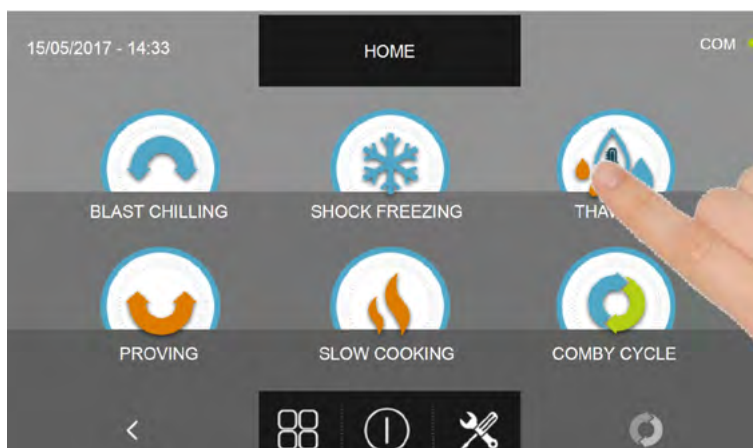 15/05/2017 - 14:33
HOME
COM
BLAST CHILLING
SHOCK FREEZING
PROVING
SLOW COOKING
COMBY CYCLE